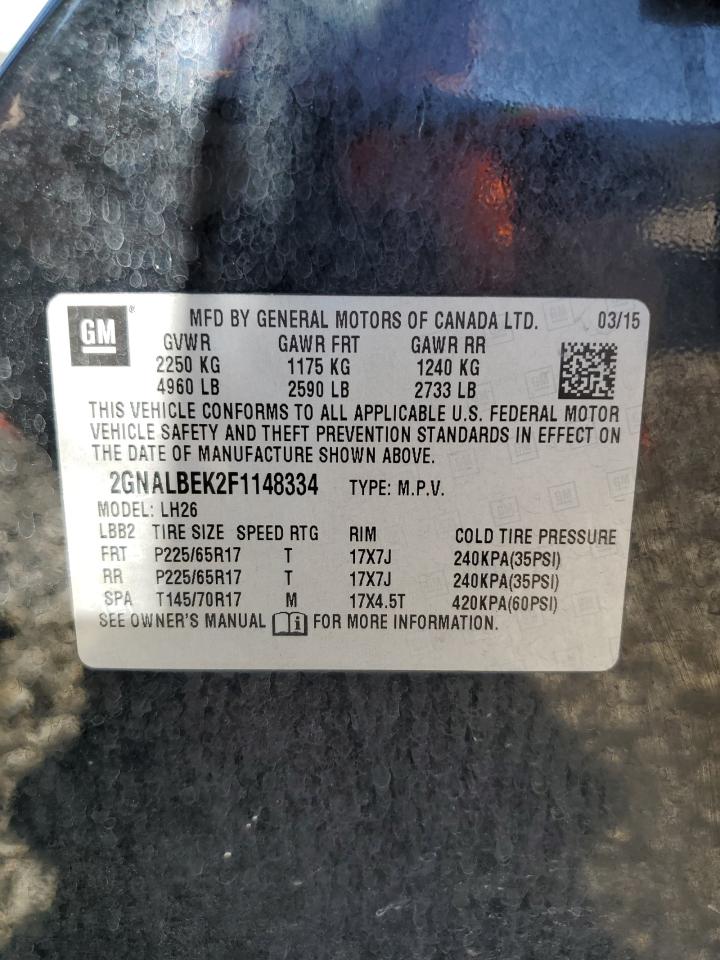 GM ® MFD BY GENERAL MOTORS OF CANADA LTD. 03/15
GVWR GAWR FRT GAWR RR
2250 KG 1175 KG 1240 KG
4960 LB 2590 LB 2733 LB
THIS VEHICLE CONFORMS TO ALL APPLICABLE U.S. FEDERAL MOTOR
VEHICLE SAFETY AND THEFT PREVENTION STANDARDS IN EFFECT ON
THE DATE OF MANUFACTURE SHOWN ABOVE.
2GNALBEK2F1148334 TYPE: M.P.V.
MODEL: LH26
LBB2 TIRE SIZE SPEED RTG RIM COLD TIRE PRESSURE
FRT P225/65R17 T 17X7J 240KPA(35PSI)
RR P225/65R17 T 17X7J 240KPA(35PSI)
SPA T145/70R17 M 17X4.5T 420KPA(60PSI)
SEE OWNER'S MANUAL i FOR MORE INFORMATION.